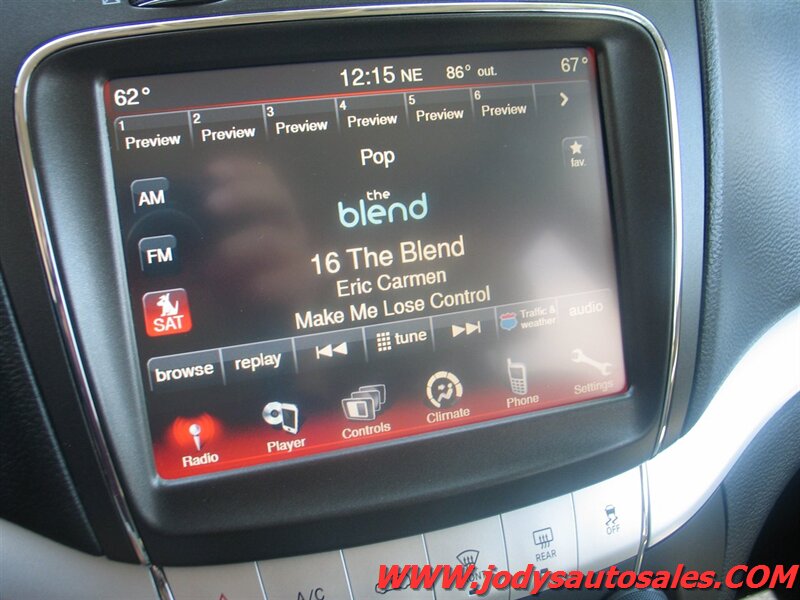 62° 12:15 NE 86° out. 67°
1 Preview 2 Preview 3 Preview 4 Preview 5 Preview 6 Preview
Pop
fav.
AM
the
blend
FM
16 The Blend
Eric Carmen
SAT
Make Me Lose Control
browse replay tune Traffic & weather audio
Radio Player Controls Climate Phone Settings
OFF
REAR
A/C
WWW.jodysautosales.COM